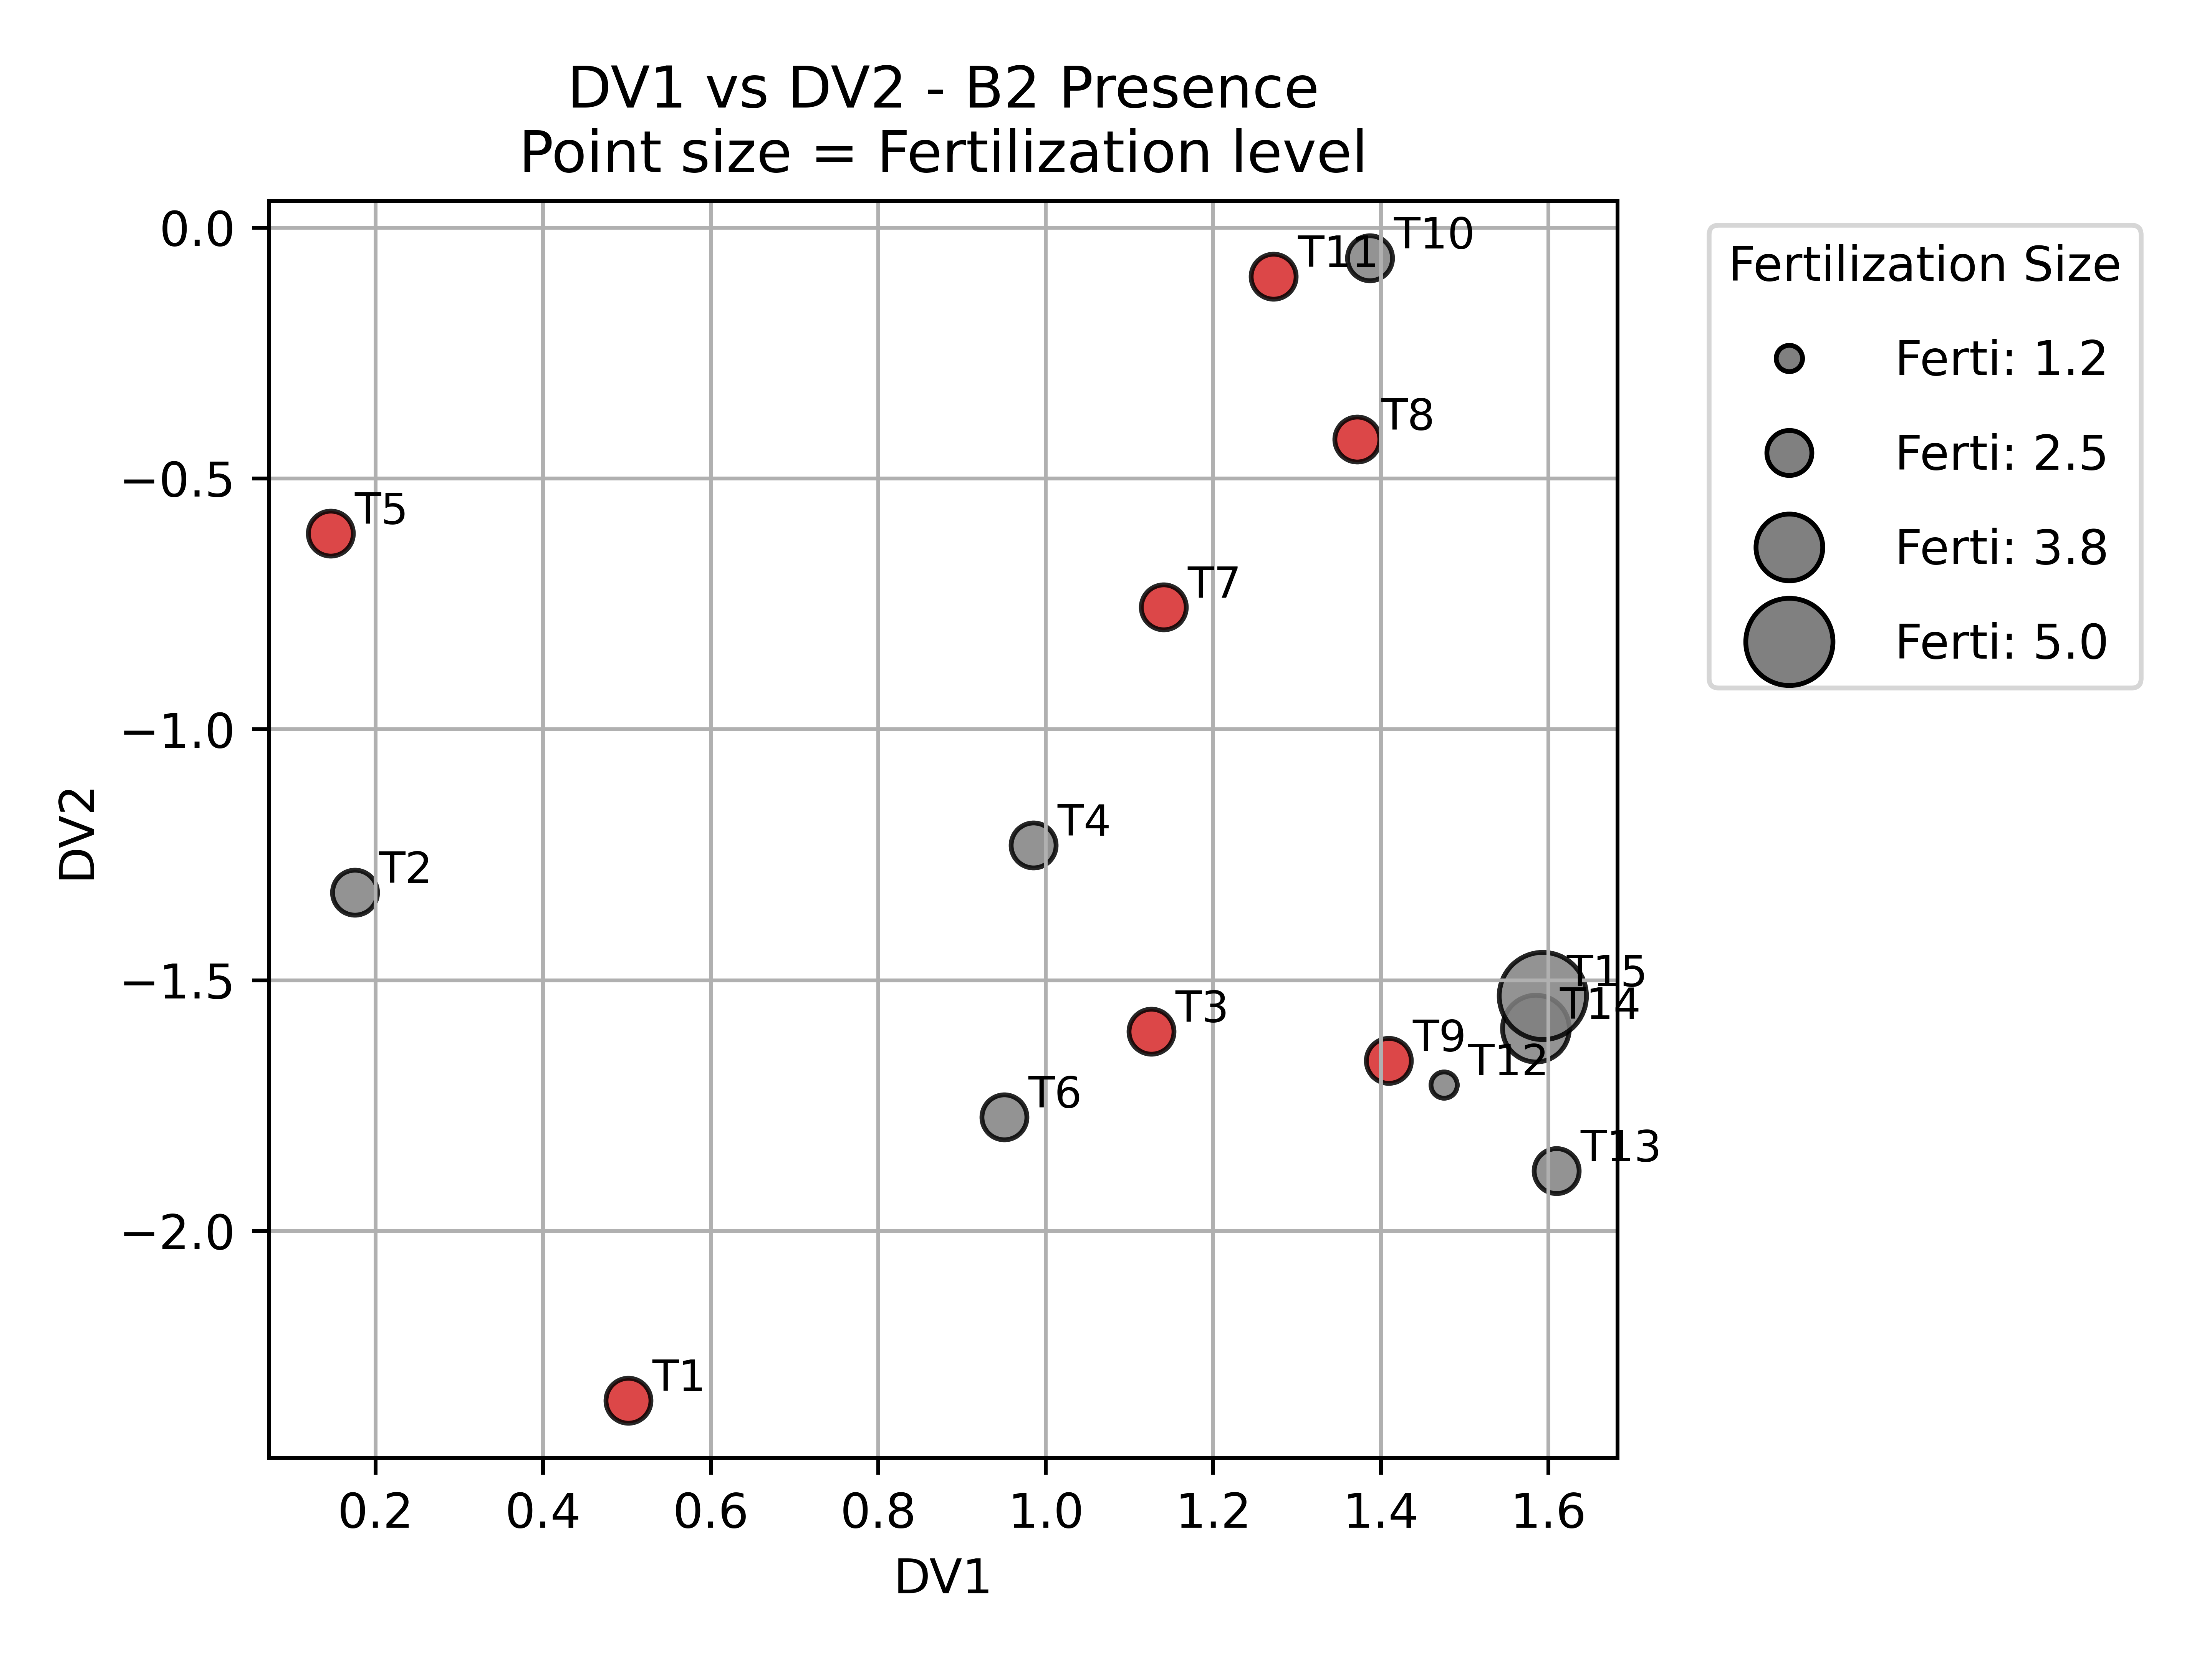 DV1 vs DV2 - B2 Presence
Point size = Fertilization level
0.0
−0.5
−1.0
−1.5
−2.0
DV2
T11
T10
T8
T5
T7
T4
T2
T15
T14
T3
T9
T12
T6
T13
T1
0.2 0.4 0.6 0.8 1.0 1.2 1.4 1.6
DV1
Fertilization Size
Ferti: 1.2
Ferti: 2.5
Ferti: 3.8
Ferti: 5.0